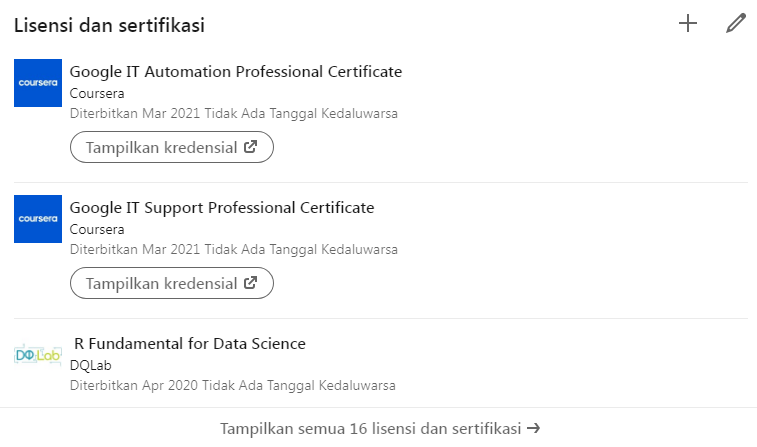 Lisensi dan sertifikasi
coursera
Google IT Automation Professional Certificate
Coursera
Diterbitkan Mar 2021 Tidak Ada Tanggal Kedaluwarsa
Tampilkan kredensial
coursera
Google IT Support Professional Certificate
Coursera
Diterbitkan Mar 2021 Tidak Ada Tanggal Kedaluwarsa
Tampilkan kredensial
DQLab
R Fundamental for Data Science
DQLab
Diterbitkan Apr 2020 Tidak Ada Tanggal Kedaluwarsa
Tampilkan semua 16 lisensi dan sertifikasi →